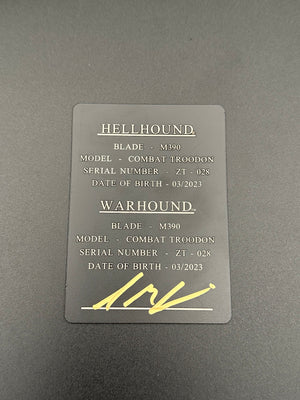 HELLHOUND
BLADE - M390
MODEL - COMBAT TROODON
SERIAL NUMBER - ZT - 028
DATE OF BIRTH - 03/2023
WARHOUND
BLADE - M390
MODEL - COMBAT TROODON
SERIAL NUMBER - ZT - 028
DATE OF BIRTH - 03/2023